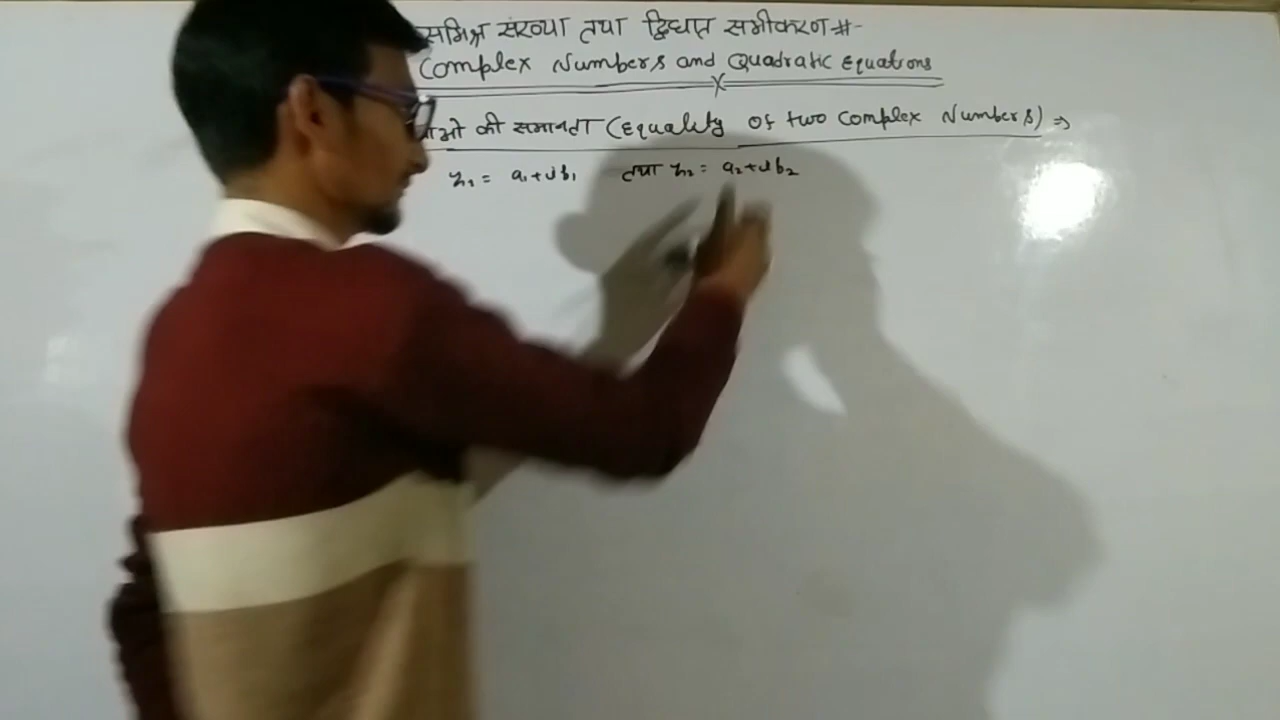 समिश्र संख्या तथा द्विघात समीकरण #-
Complex Numbers and Quadratic Equations
की समानता (Equality of two Complex Numbers) ⇒
z₁ = a₁+ib₁ तथा z₂ = a₂+ib₂